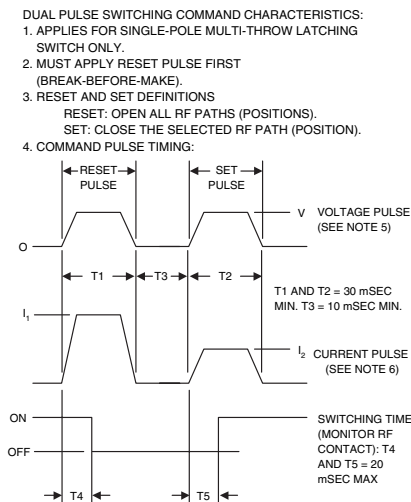 DUAL PULSE SWITCHING COMMAND CHARACTERISTICS:
1. APPLIES FOR SINGLE-POLE MULTI-THROW LATCHING
SWITCH ONLY.
2. MUST APPLY RESET PULSE FIRST
(BREAK-BEFORE-MAKE).
3. RESET AND SET DEFINITIONS
RESET: OPEN ALL RF PATHS (POSITIONS).
SET: CLOSE THE SELECTED RF PATH (POSITION).
4. COMMAND PULSE TIMING:
RESET
PULSE
SET
PULSE
V VOLTAGE PULSE
(SEE NOTE 5)
O
T1 T3 T2
T1 AND T2 = 30 mSEC
MIN. T3 = 10 mSEC MIN.
I1
I2 CURRENT PULSE
(SEE NOTE 6)
ON
OFF
SWITCHING TIME
(MONITOR RF
CONTACT): T4
AND T5 = 20
mSEC MAX
T4 T5